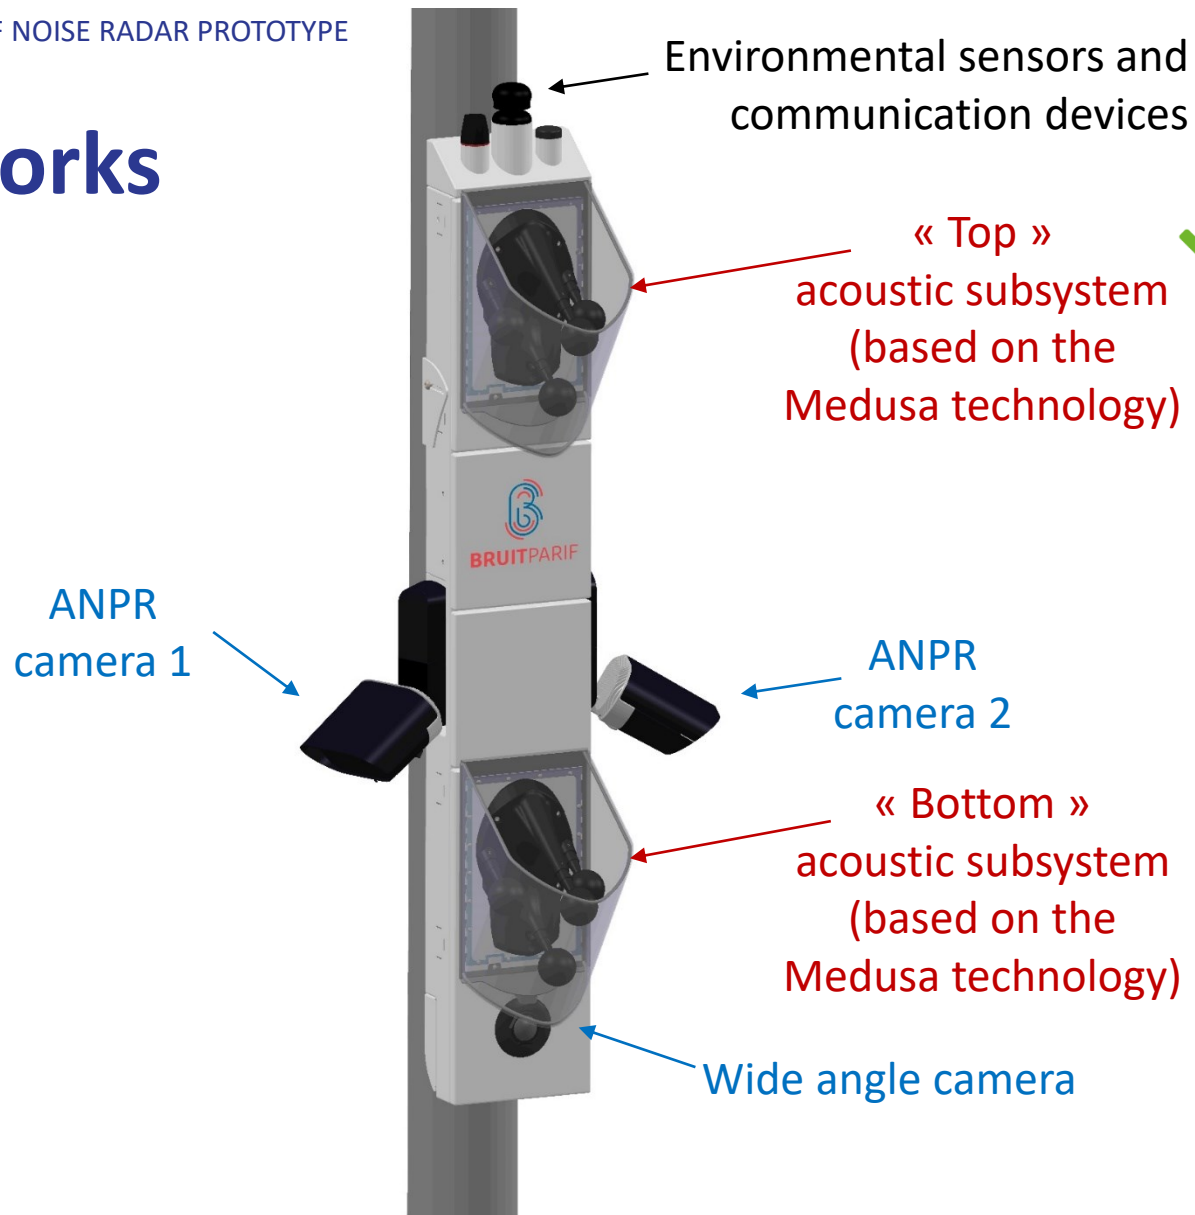 NOISE RADAR PROTOTYPE
orks
Environmental sensors and
communication devices
« Top »
acoustic subsystem
(based on the
Medusa technology)
BRUITPARIF
ANPR
camera 1
ANPR
camera 2
« Bottom »
acoustic subsystem
(based on the
Medusa technology)
Wide angle camera